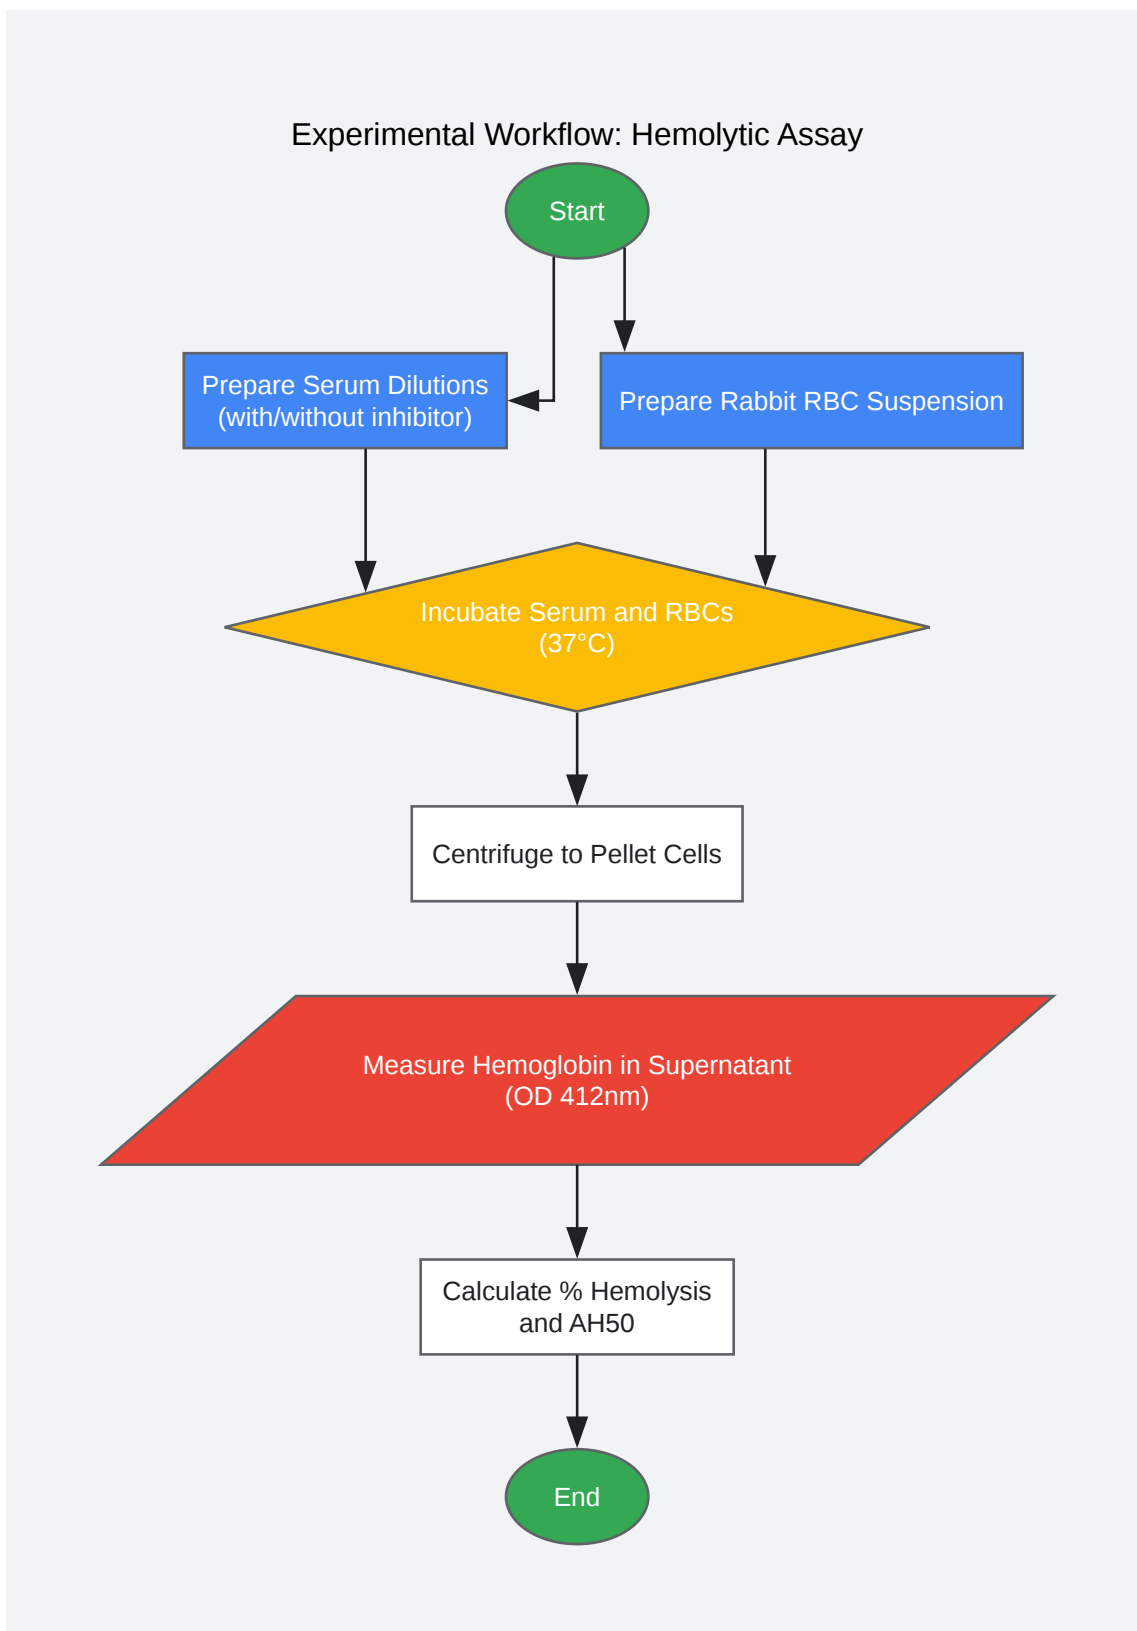 Experimental Workflow: Hemolytic Assay
Start
Prepare Serum Dilutions
(with/without inhibitor)
Prepare Rabbit RBC Suspension
Incubate Serum and RBCs
(37°C)
Centrifuge to Pellet Cells
Measure Hemoglobin in Supernatant
(OD 412nm)
Calculate % Hemolysis
and AH50
End